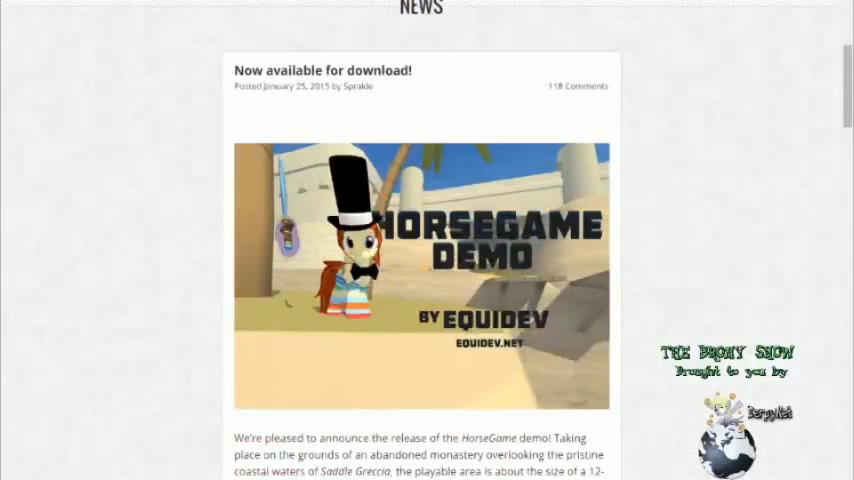 NEWS
Now available for download!
Posted January 25, 2015 by Sprakle
118 Comments
HORSEGAME
DEMO
BY EQUIDEV
EQUIDEV.NET
THE BRONY SHOW
Brought to you by
DerpyNet
We're pleased to announce the release of the HorseGame demo! Taking
place on the grounds of an abandoned monastery overlooking the pristine
coastal waters of Saddle Greccia, the playable area is about the size of a 12-